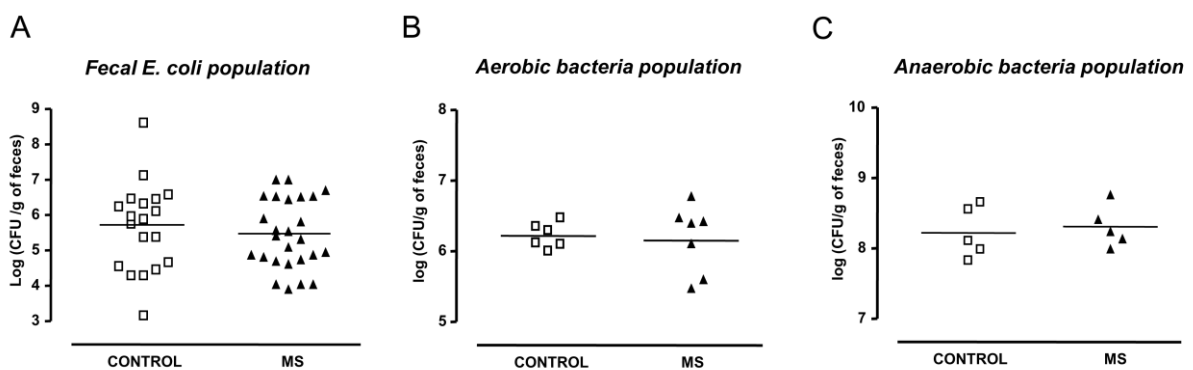 A
Fecal E. coli population
Log (CFU /g of feces)
9
8
7
6
5
4
3
CONTROL
MS
B
Aerobic bacteria population
log (CFU/g of feces)
8
7
6
5
CONTROL
MS
C
Anaerobic bacteria population
log (CFU/g of feces)
10
9
8
7
CONTROL
MS